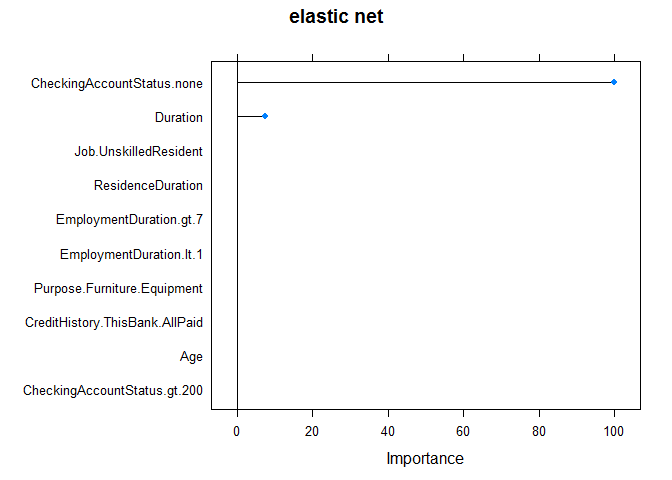 elastic net
CheckingAccountStatus.none
Duration
Job.UnskilledResident
ResidenceDuration
EmploymentDuration.gt.7
EmploymentDuration.lt.1
Purpose.Furniture.Equipment
CreditHistory.ThisBank.AllPaid
Age
CheckingAccountStatus.gt.200
0 20 40 60 80 100
Importance